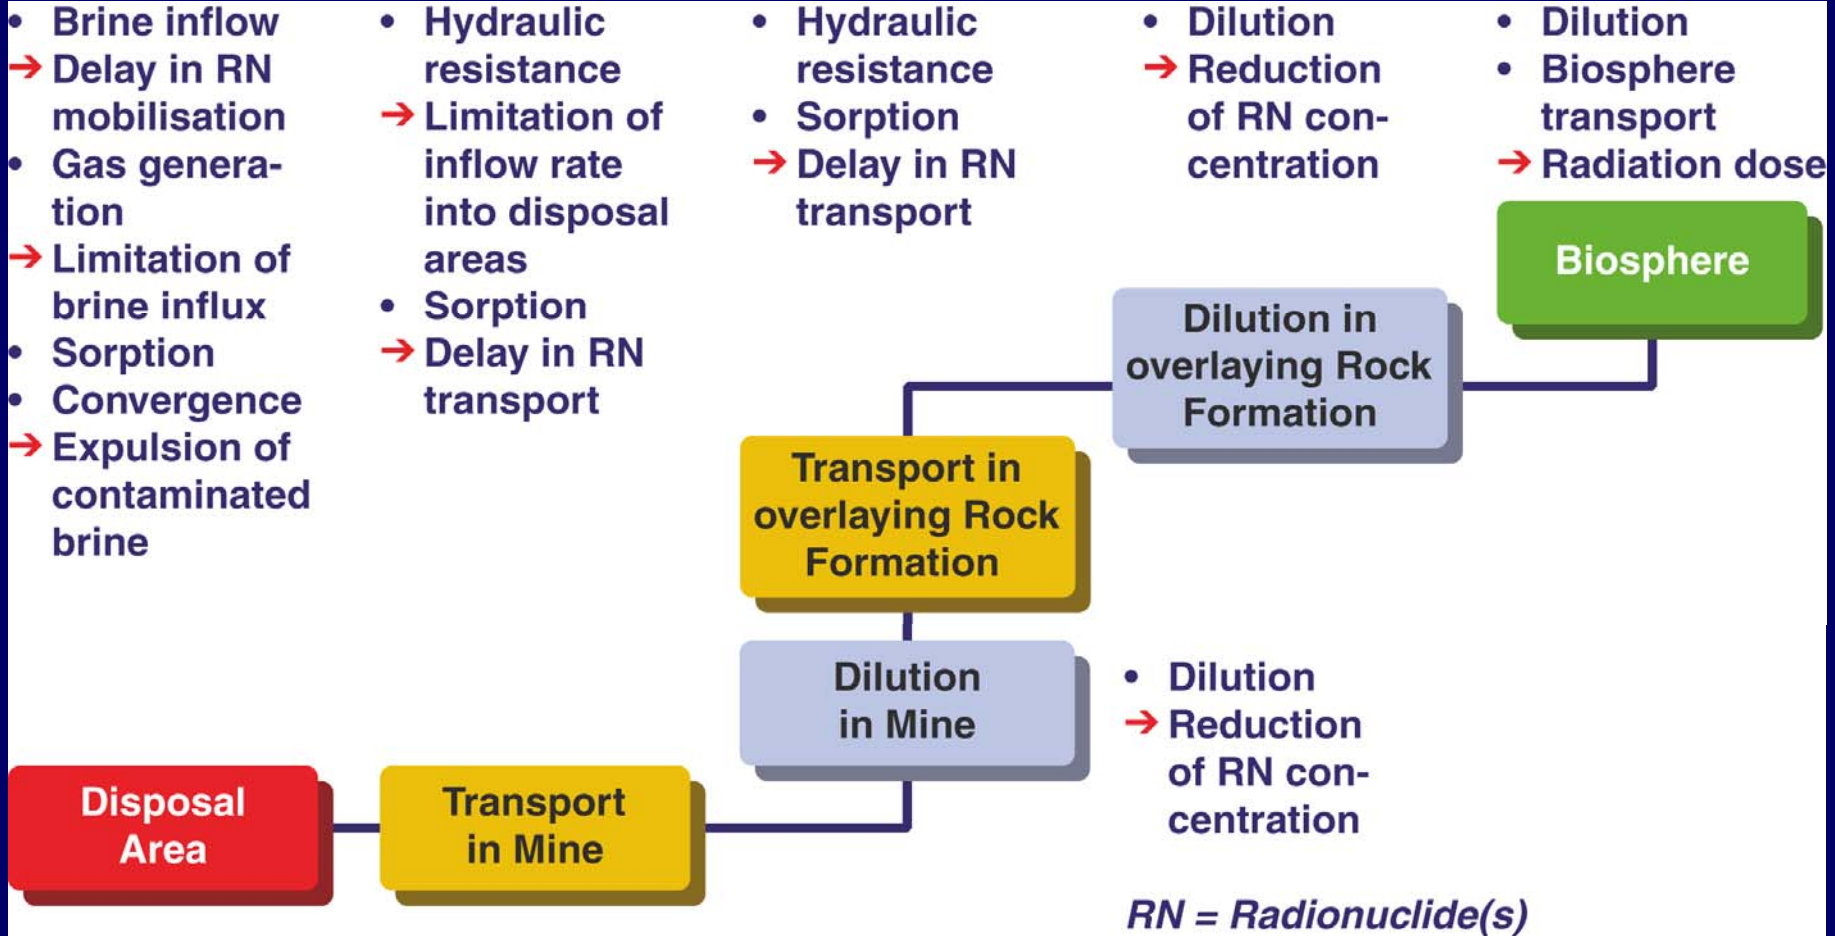 • Brine inflow
➔ Delay in RN
mobilisation
• Gas genera-
tion
➔ Limitation of
brine influx
• Sorption
• Convergence
➔ Expulsion of
contaminated
brine
• Hydraulic
resistance
➔ Limitation of
inflow rate
into disposal
areas
• Sorption
➔ Delay in RN
transport
• Hydraulic
resistance
• Sorption
➔ Delay in RN
transport
• Dilution
➔ Reduction
of RN con-
centration
• Dilution
• Biosphere
transport
➔ Radiation dose
Biosphere
Dilution in
overlaying Rock
Formation
Transport in
overlaying Rock
Formation
Dilution
in Mine
• Dilution
➔ Reduction
of RN con-
centration
Disposal
Area
Transport
in Mine
RN = Radionuclide(s)